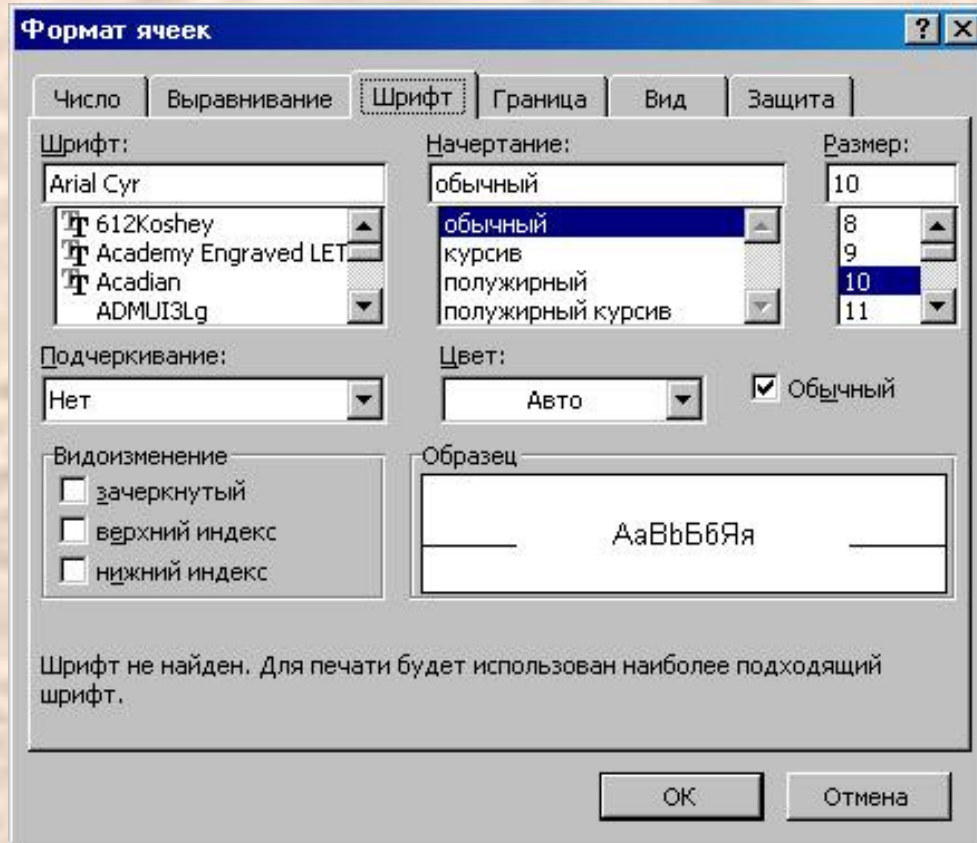 Формат ячеек
Число Выравнивание Шрифт Граница Вид Защита
Шрифт: Начертание: Размер:
Arial Cyr обычный 10
612Koshey обычный 8
Academy Engraved LET курсив 9
Acadian полужирный 10
ADMUI3Lg полужирный курсив 11
Подчеркивание: Цвет:
Нет Авто Обычный
Видоизменение Образец
зачеркнутый
верхний индекс
нижний индекс
АаBbБбЯя
Шрифт не найден. Для печати будет использован наиболее подходящий
шрифт.
ОК Отмена